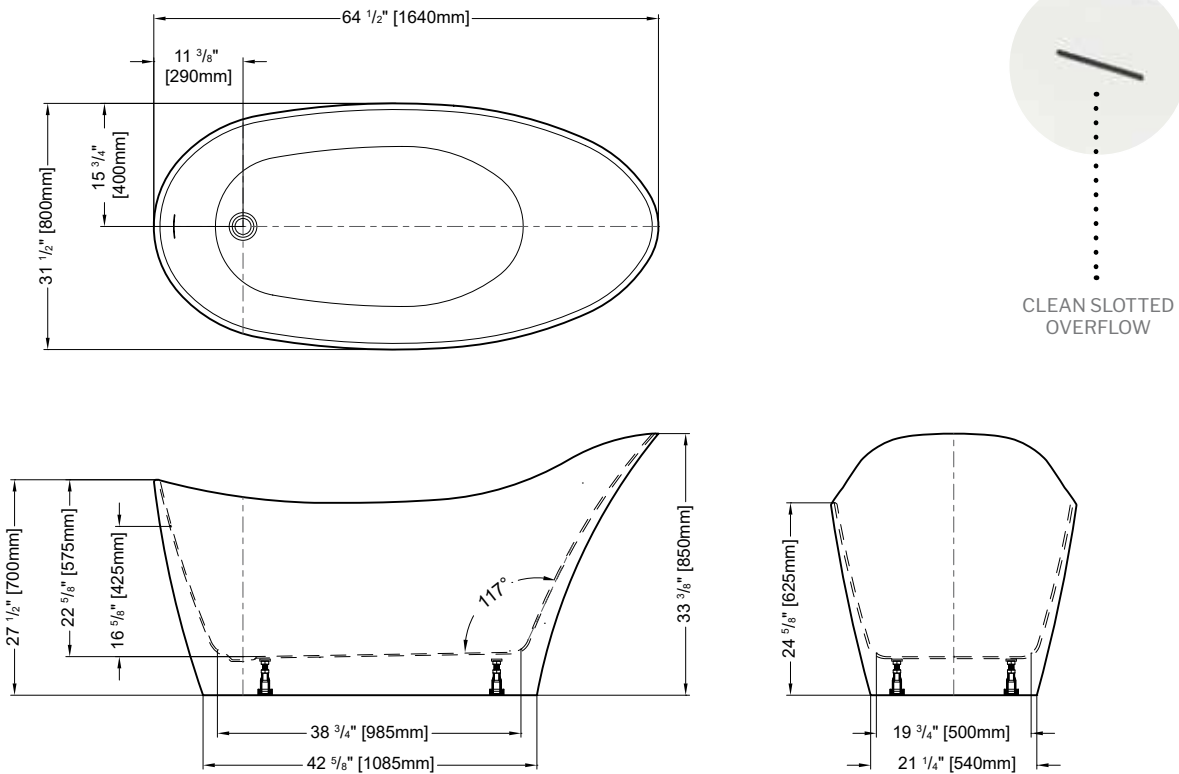 64 1/2" [1640mm]
11 3/8"
[290mm]
15 3/4"
[400mm]
31 1/2" [800mm]
CLEAN SLOTTED
OVERFLOW
27 1/2" [700mm]
22 5/8" [575mm]
16 5/8" [425mm]
117°
33 3/8" [850mm]
24 5/8" [625mm]
38 3/4" [985mm]
42 5/8" [1085mm]
19 3/4" [500mm]
21 1/4" [540mm]